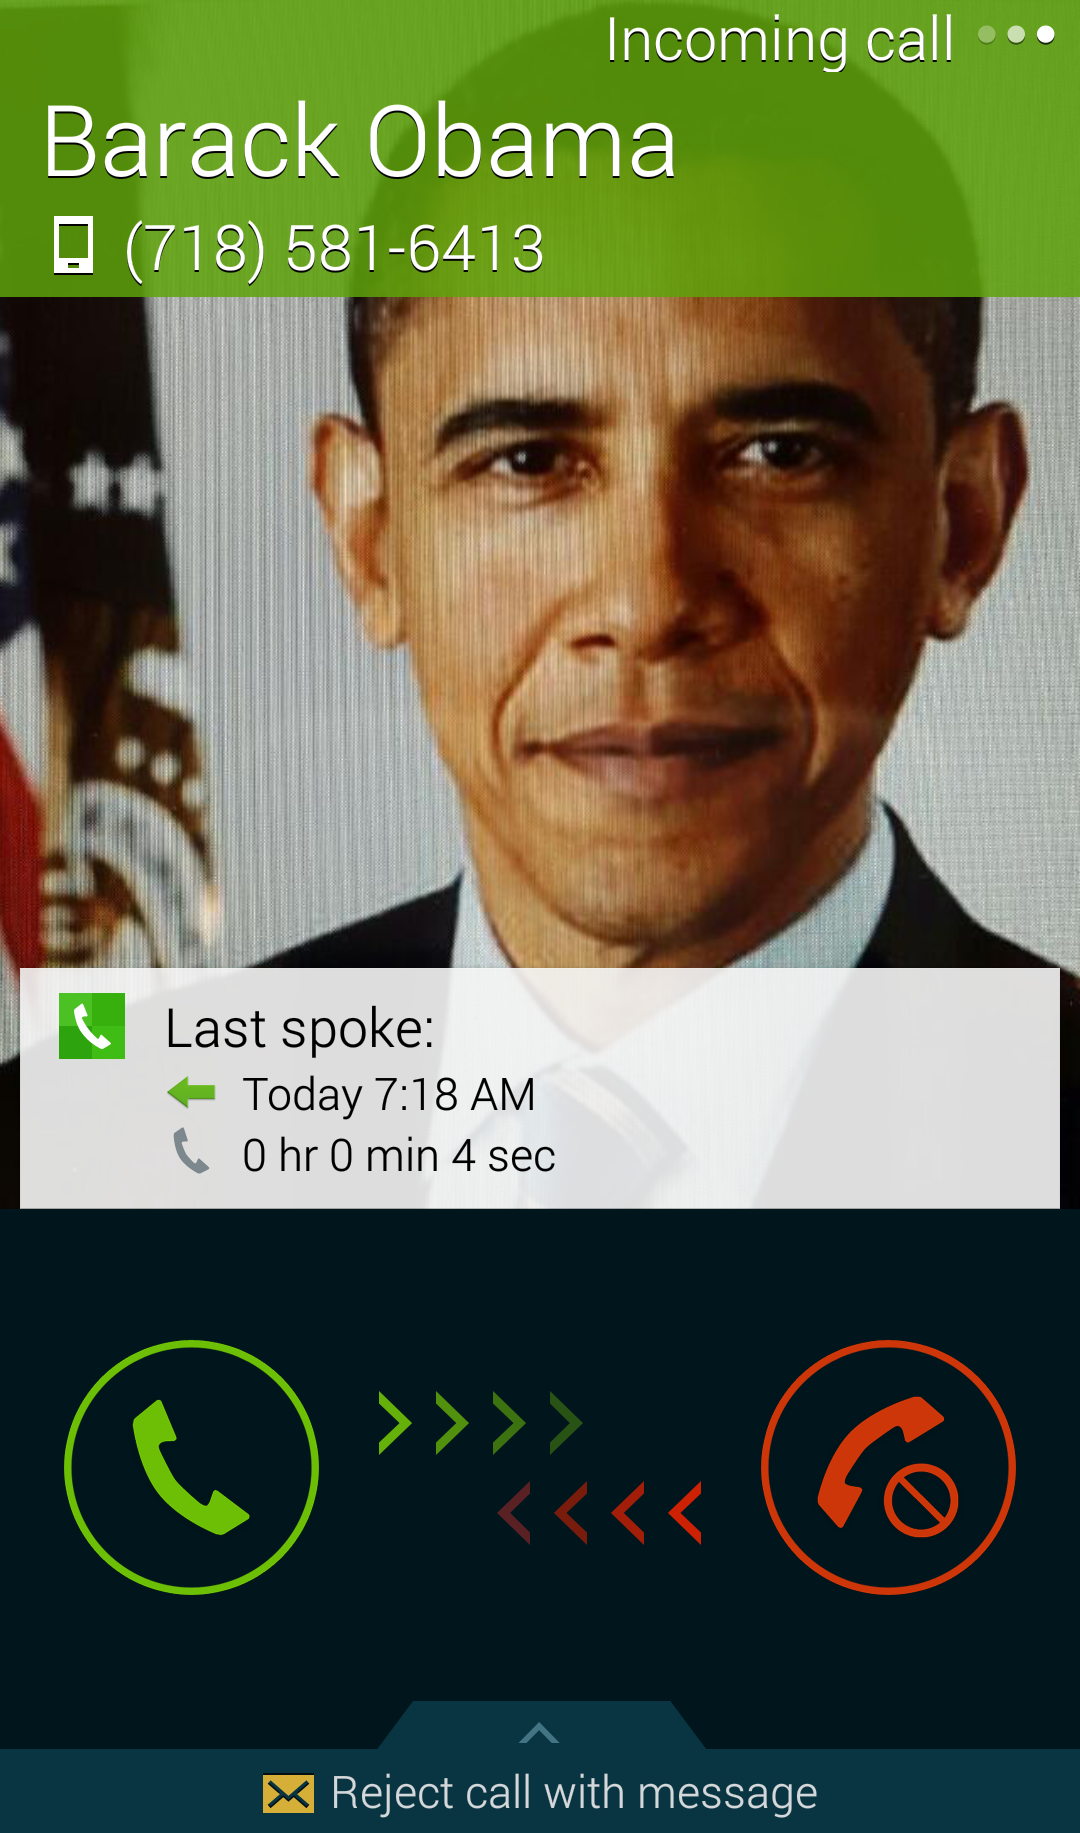 Incoming call
Barack Obama
(718) 581-6413
Last spoke:
Today 7:18 AM
0 hr 0 min 4 sec
Reject call with message